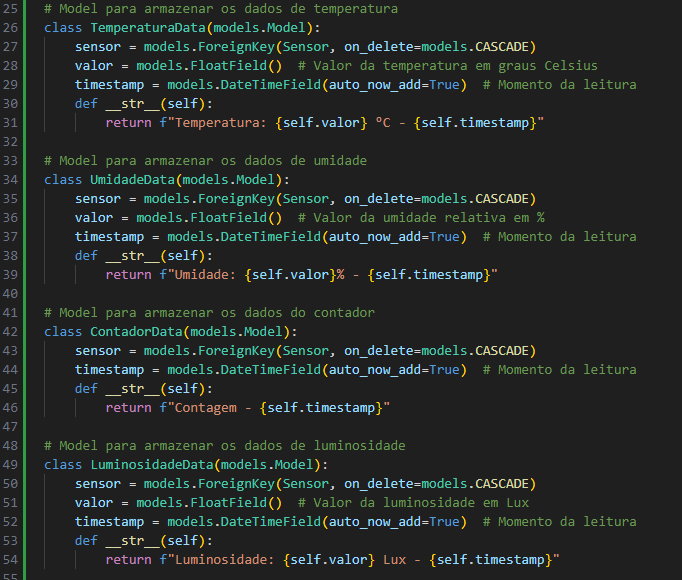 25 # Model para armazenar os dados de temperatura
26 class TemperaturaData(models.Model):
27     sensor = models.ForeignKey(Sensor, on_delete=models.CASCADE)
28     valor = models.FloatField()  # Valor da temperatura em graus Celsius
29     timestamp = models.DateTimeField(auto_now_add=True)  # Momento da leitura
30     def __str__(self):
31         return f"Temperatura: {self.valor} °C - {self.timestamp}"
32
33 # Model para armazenar os dados de umidade
34 class UmidadeData(models.Model):
35     sensor = models.ForeignKey(Sensor, on_delete=models.CASCADE)
36     valor = models.FloatField()  # Valor da umidade relativa em %
37     timestamp = models.DateTimeField(auto_now_add=True)  # Momento da leitura
38     def __str__(self):
39         return f"Umidade: {self.valor}% - {self.timestamp}"
40
41 # Model para armazenar os dados do contador
42 class ContadorData(models.Model):
43     sensor = models.ForeignKey(Sensor, on_delete=models.CASCADE)
44     timestamp = models.DateTimeField(auto_now_add=True)  # Momento da leitura
45     def __str__(self):
46         return f"Contagem - {self.timestamp}"
47
48 # Model para armazenar os dados de luminosidade
49 class LuminosidadeData(models.Model):
50     sensor = models.ForeignKey(Sensor, on_delete=models.CASCADE)
51     valor = models.FloatField()  # Valor da luminosidade em Lux
52     timestamp = models.DateTimeField(auto_now_add=True)  # Momento da leitura
53     def __str__(self):
54         return f"Luminosidade: {self.valor} Lux - {self.timestamp}"
55